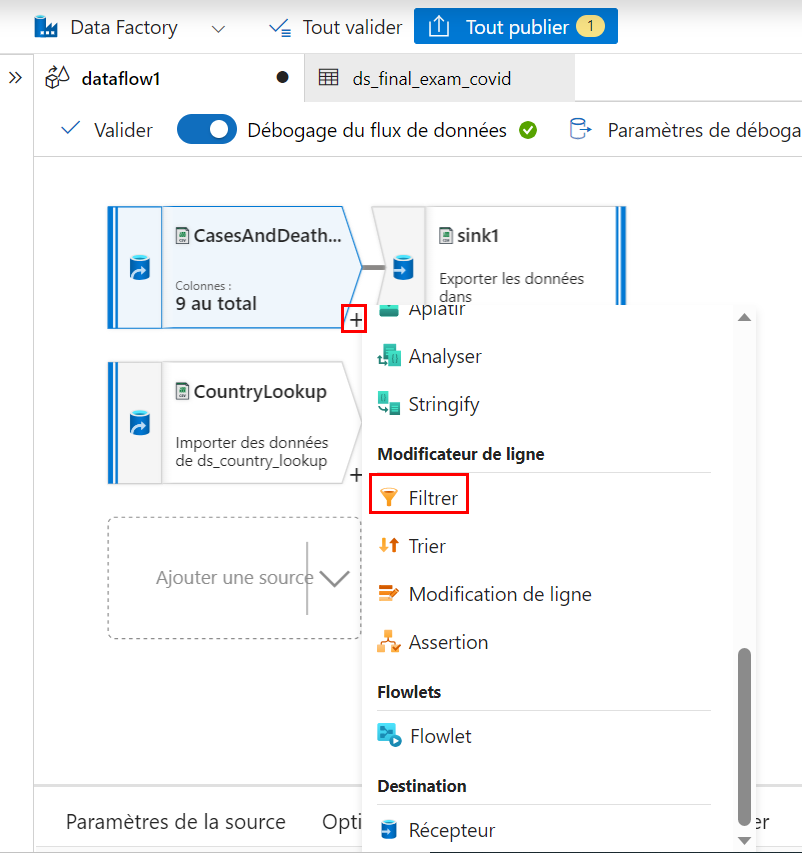 Data Factory
Tout valider
Tout publier 1
dataflow1
ds_final_exam_covid
Valider
Débogage du flux de données
Paramètres de déboga
CasesAndDeath...
Colonnes :
9 au total
+
sink1
Exporter les données
dans
CountryLookup
Importer des données
de ds_country_lookup
+
Ajouter une source
Aplatir
Analyser
Stringify
Modificateur de ligne
Filtrer
Trier
Modification de ligne
Assertion
Flowlets
Flowlet
Destination
Récepteur
Paramètres de la source
Opti
er